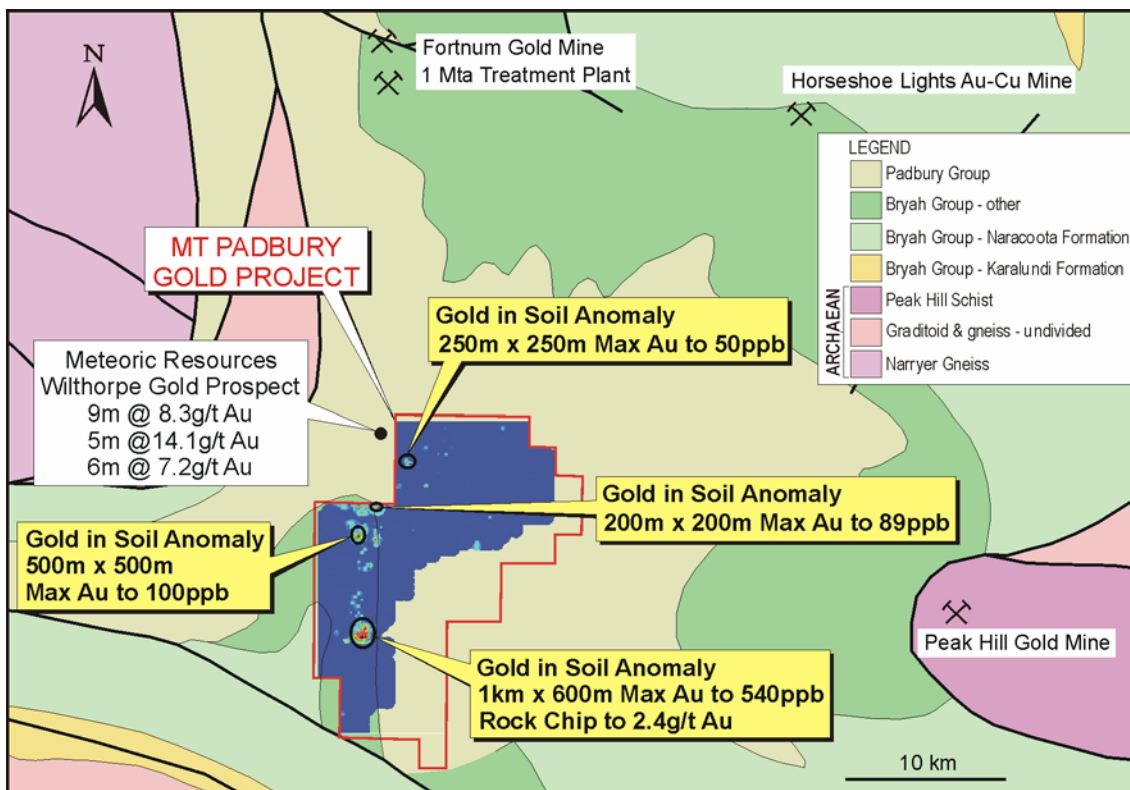 N
Fortnum Gold Mine
1 Mta Treatment Plant
Horseshoe Lights Au-Cu Mine
LEGEND
Padbury Group
Bryah Group - other
Bryah Group - Naracoota Formation
Bryah Group - Karalundi Formation
ARCHAEAN
Peak Hill Schist
Graditoid & gneiss - undivided
Narryer Gneiss
MT PADBURY
GOLD PROJECT
Gold in Soil Anomaly
250m x 250m Max Au to 50ppb
Meteoric Resources
Wilthorpe Gold Prospect
9m @ 8.3g/t Au
5m @14.1g/t Au
6m @ 7.2g/t Au
Gold in Soil Anomaly
200m x 200m Max Au to 89ppb
Gold in Soil Anomaly
500m x 500m
Max Au to 100ppb
Peak Hill Gold Mine
Gold in Soil Anomaly
1km x 600m Max Au to 540ppb
Rock Chip to 2.4g/t Au
10 km